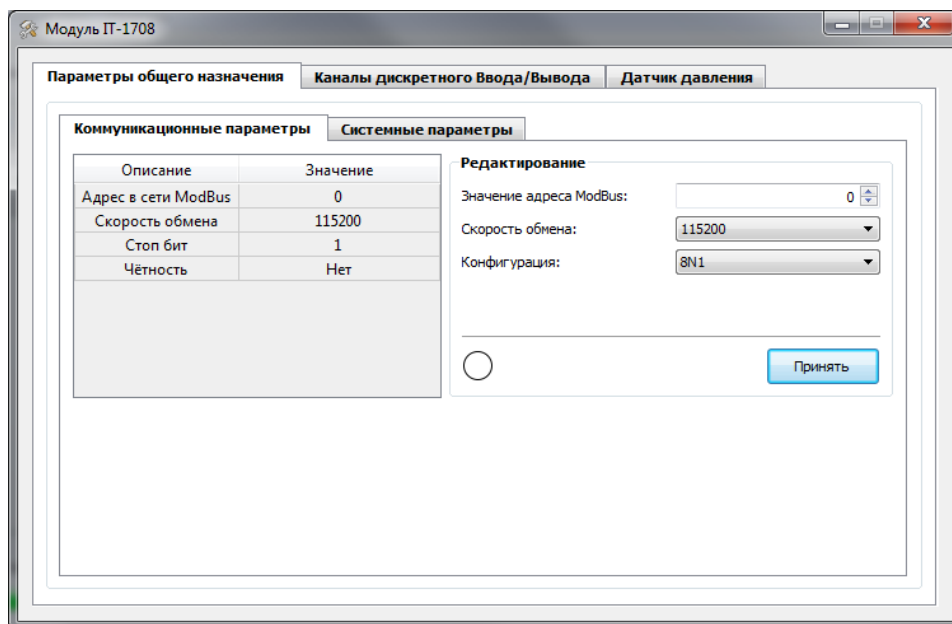 Модуль IT-1708
Параметры общего назначения Каналы дискретного Ввода/Вывода Датчик давления
Коммуникационные параметры Системные параметры
Описание Значение
Адрес в сети ModBus 0
Скорость обмена 115200
Стоп бит 1
Чётность Нет
Редактирование
Значение адреса ModBus: 0
Скорость обмена: 115200
Конфигурация: 8N1
Принять